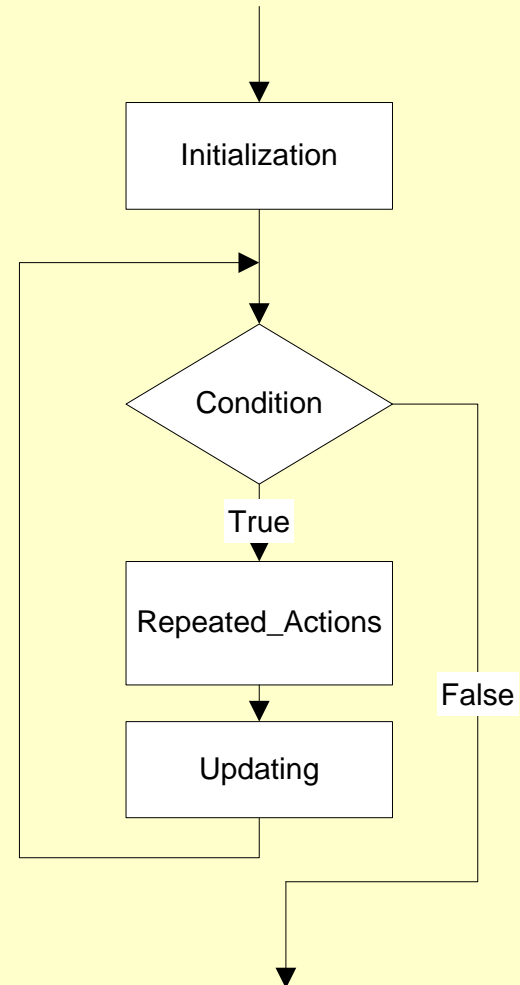 Initialization
Condition
True
Repeated_Actions
False
Updating